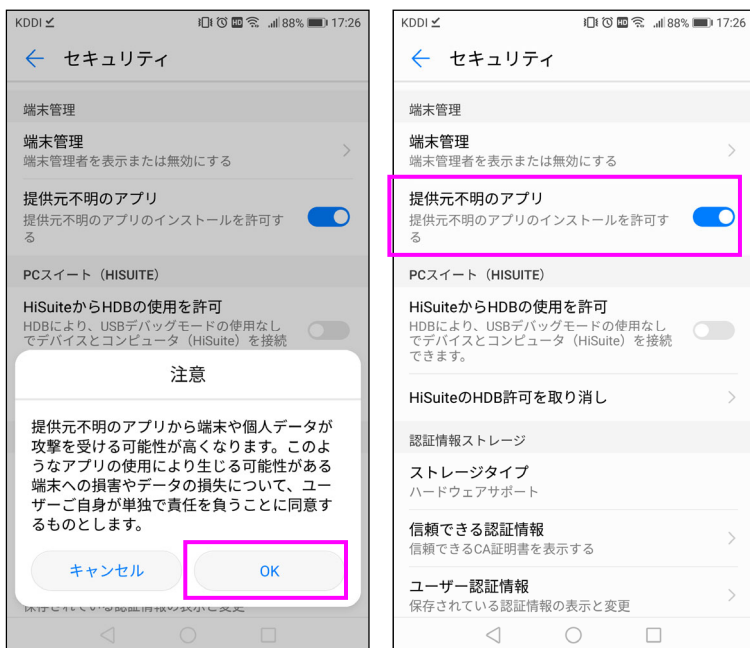 KDDI 88% 17:26
セキュリティ
端末管理
端末管理
端末管理者を表示または無効にする
提供元不明のアプリ
提供元不明のアプリのインストールを許可す
る
PCスイート（HISUITE）
HiSuiteからHDBの使用を許可
HDBにより、USBデバッグモードの使用なし
でデバイスとコンピュータ（HiSuite）を接続
注意
提供元不明のアプリから端末や個人データが
攻撃を受ける可能性が高くなります。このよ
うなアプリの使用により生じる可能性がある
端末への損害やデータの損失について、ユー
ザーご自身が単独で責任を負うことに同意す
るものとします。
キャンセル OK
保存されている認証情報の表示と変更
KDDI HD 88% 17:26
セキュリティ
端末管理
端末管理
端末管理者を表示または無効にする
提供元不明のアプリ
提供元不明のアプリのインストールを許可す
る
PCスイート（HISUITE）
HiSuiteからHDBの使用を許可
HDBにより、USBデバッグモードの使用なし
でデバイスとコンピュータ（HiSuite）を接続
できます。
HiSuiteのHDB許可を取り消し
認証情報ストレージ
ストレージタイプ
ハードウェアサポート
信頼できる認証情報
信頼できるCA証明書を表示する
ユーザー認証情報
保存されている認証情報の表示と変更